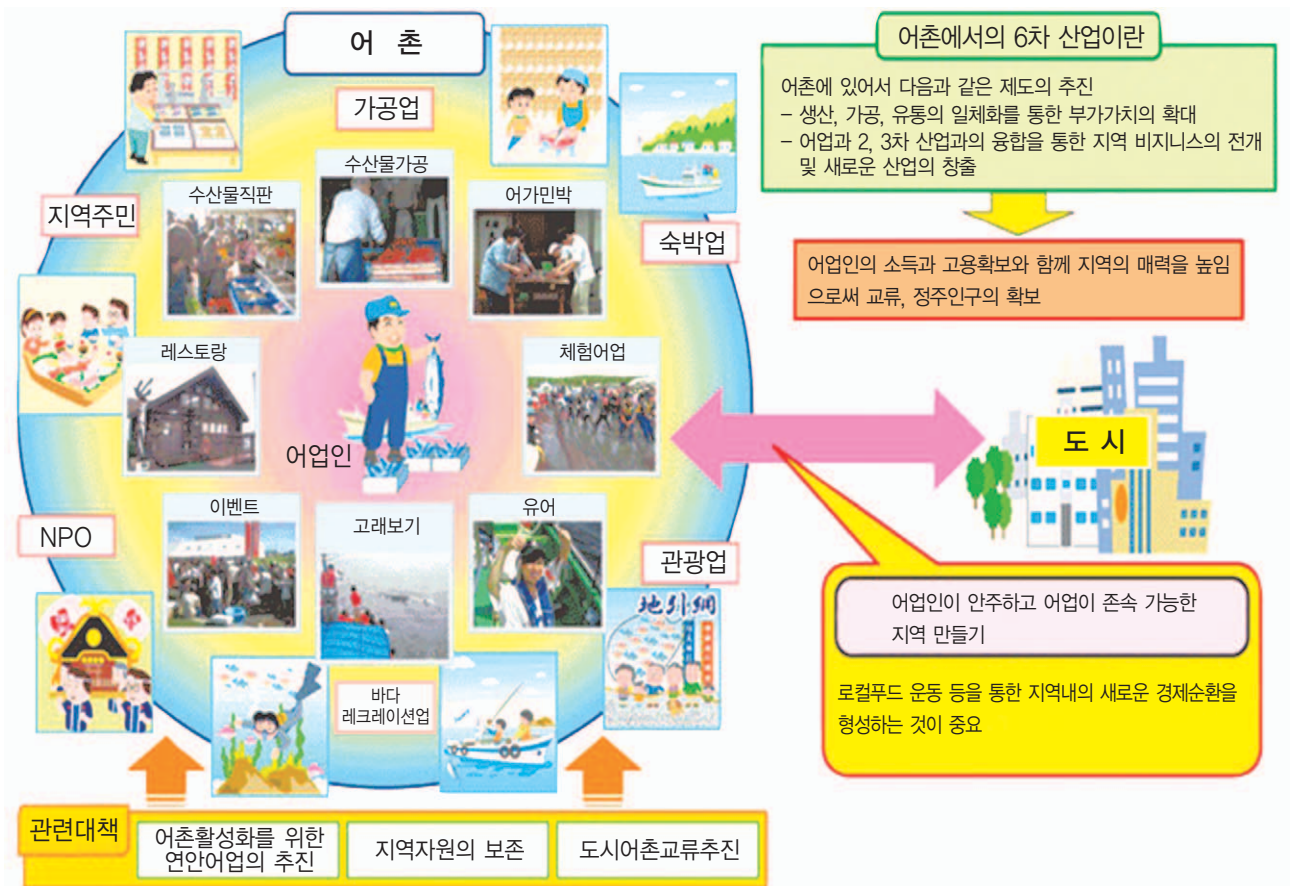 어 촌
가공업
수산물가공
수산물직판
어가민박
지역주민
숙박업
레스토랑
체험어업
어업인
이벤트
고래보기
유어
NPO
관광업
地引網
바다
레크레이션업
관련대책
어촌활성화를 위한
연안어업의 추진
지역자원의 보존
도시어촌교류추진
어촌에서의 6차 산업이란
어촌에 있어서 다음과 같은 제도의 추진
– 생산, 가공, 유통의 일체화를 통한 부가가치의 확대
– 어업과 2, 3차 산업과의 융합을 통한 지역 비지니스의 전개
및 새로운 산업의 창출
어업인의 소득과 고용확보와 함께 지역의 매력을 높임
으로써 교류, 정주인구의 확보
도 시
어업인이 안주하고 어업이 존속 가능한
지역 만들기
로컬푸드 운동 등을 통한 지역내의 새로운 경제순환을
형성하는 것이 중요